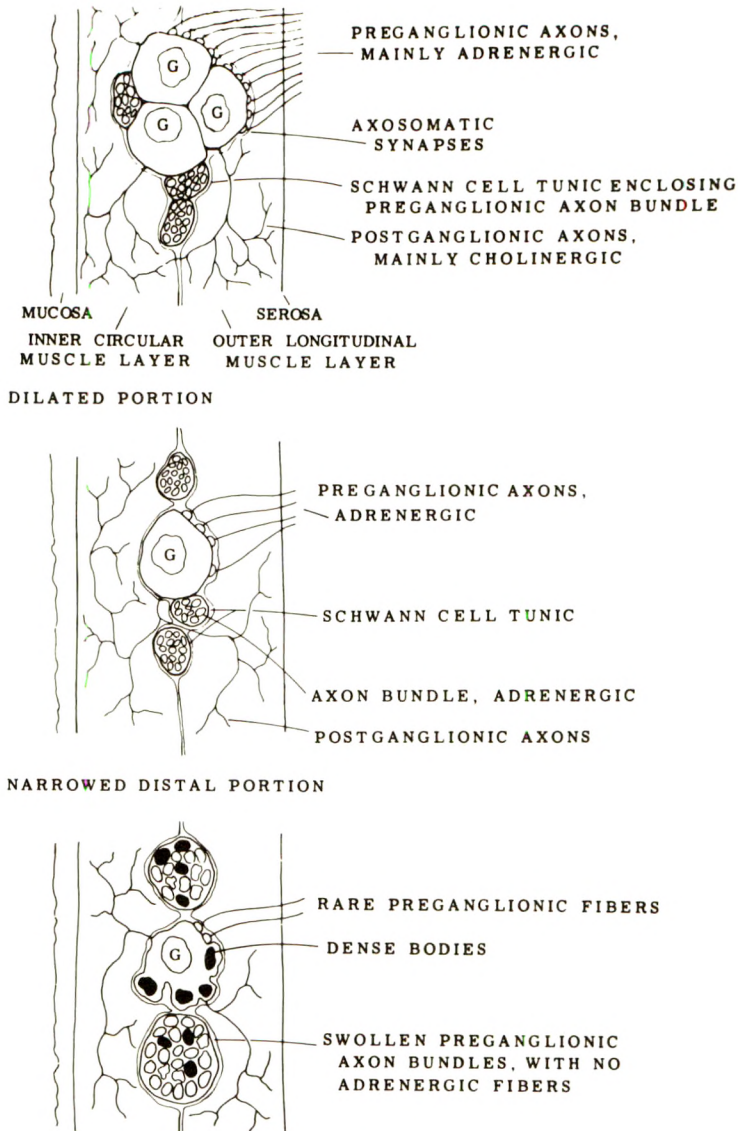 PREGANGLIONIC AXONS,
MAINLY ADRENERGIC
G
G
G
AXOSOMATIC
SYNAPSES
SCHWANN CELL TUNIC ENCLOSING
PREGANGLIONIC AXON BUNDLE
POSTGANGLIONIC AXONS,
MAINLY CHOLINERGIC
MUCOSA SEROSA
INNER CIRCULAR OUTER LONGITUDINAL
MUSCLE LAYER MUSCLE LAYER
DILATED PORTION
PREGANGLIONIC AXONS,
ADRENERGIC
G
SCHWANN CELL TUNIC
AXON BUNDLE, ADRENERGIC
POSTGANGLIONIC AXONS
NARROWED DISTAL PORTION
RARE PREGANGLIONIC FIBERS
DENSE BODIES
G
SWOLLEN PREGANGLIONIC
AXON BUNDLES, WITH NO
ADRENERGIC FIBERS